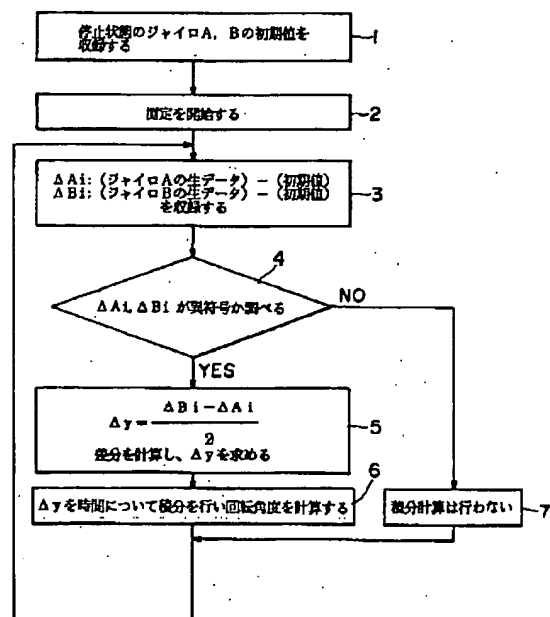 停止状態のジャイロA，Bの初期値を
収録する
1
測定を開始する
2
ΔAi:（ジャイロAの生データ）－（初期値）
ΔBi:（ジャイロBの生データ）－（初期値）
を収録する
3
4
ΔAi，ΔBiが異符号か調べる
NO
YES
ΔBi－ΔAi
Δy＝
2
差分を計算し、Δyを求める
5
6
Δyを時間について積分を行い回転角度を計算する
積分計算は行わない
7